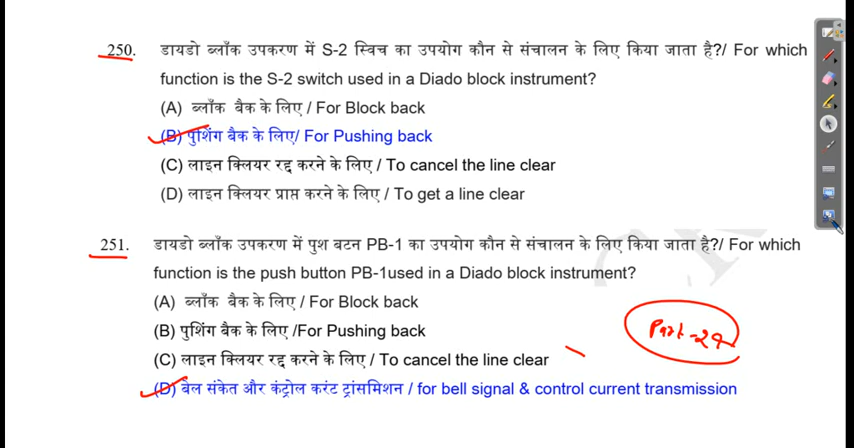 250. डायडो ब्लॉक उपकरण में S-2 स्विच का उपयोग कौन से संचालन के लिए किया जाता है?/ For which
function is the S-2 switch used in a Diado block instrument?
(A) ब्लॉक बैक के लिए / For Block back
(B) पुशिंग बैक के लिए/ For Pushing back
(C) लाइन क्लियर रद्द करने के लिए / To cancel the line clear
(D) लाइन क्लियर प्राप्त करने के लिए / To get a line clear
251. डायडो ब्लॉक उपकरण में पुश बटन PB-1 का उपयोग कौन से संचालन के लिए किया जाता है?/ For which
function is the push button PB-1used in a Diado block instrument?
(A) ब्लॉक बैक के लिए / For Block back
(B) पुशिंग बैक के लिए /For Pushing back
Part-29
(C) लाइन क्लियर रद्द करने के लिए / To cancel the line clear
(D) बेल संकेत और कंट्रोल करंट ट्रांसमिशन / for bell signal & control current transmission